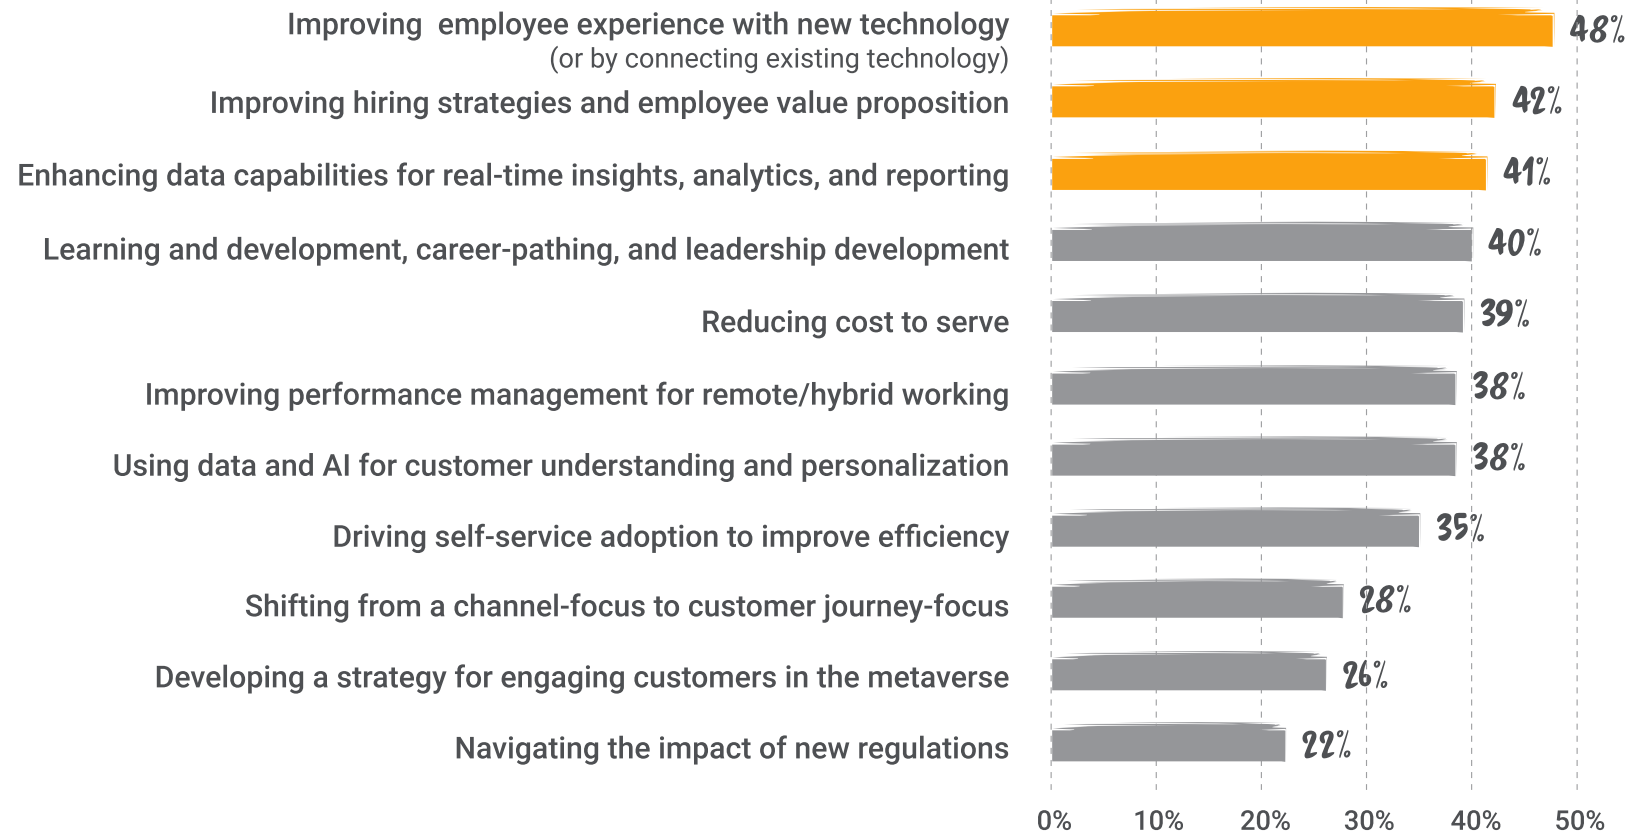 Improving employee experience with new technology 48%
(or by connecting existing technology)
Improving hiring strategies and employee value proposition 42%
Enhancing data capabilities for real-time insights, analytics, and reporting 41%
Learning and development, career-pathing, and leadership development 40%
Reducing cost to serve 39%
Improving performance management for remote/hybrid working 38%
Using data and AI for customer understanding and personalization 38%
Driving self-service adoption to improve efficiency 35%
Shifting from a channel-focus to customer journey-focus 28%
Developing a strategy for engaging customers in the metaverse 26%
Navigating the impact of new regulations 22%
0% 10% 20% 30% 40% 50%